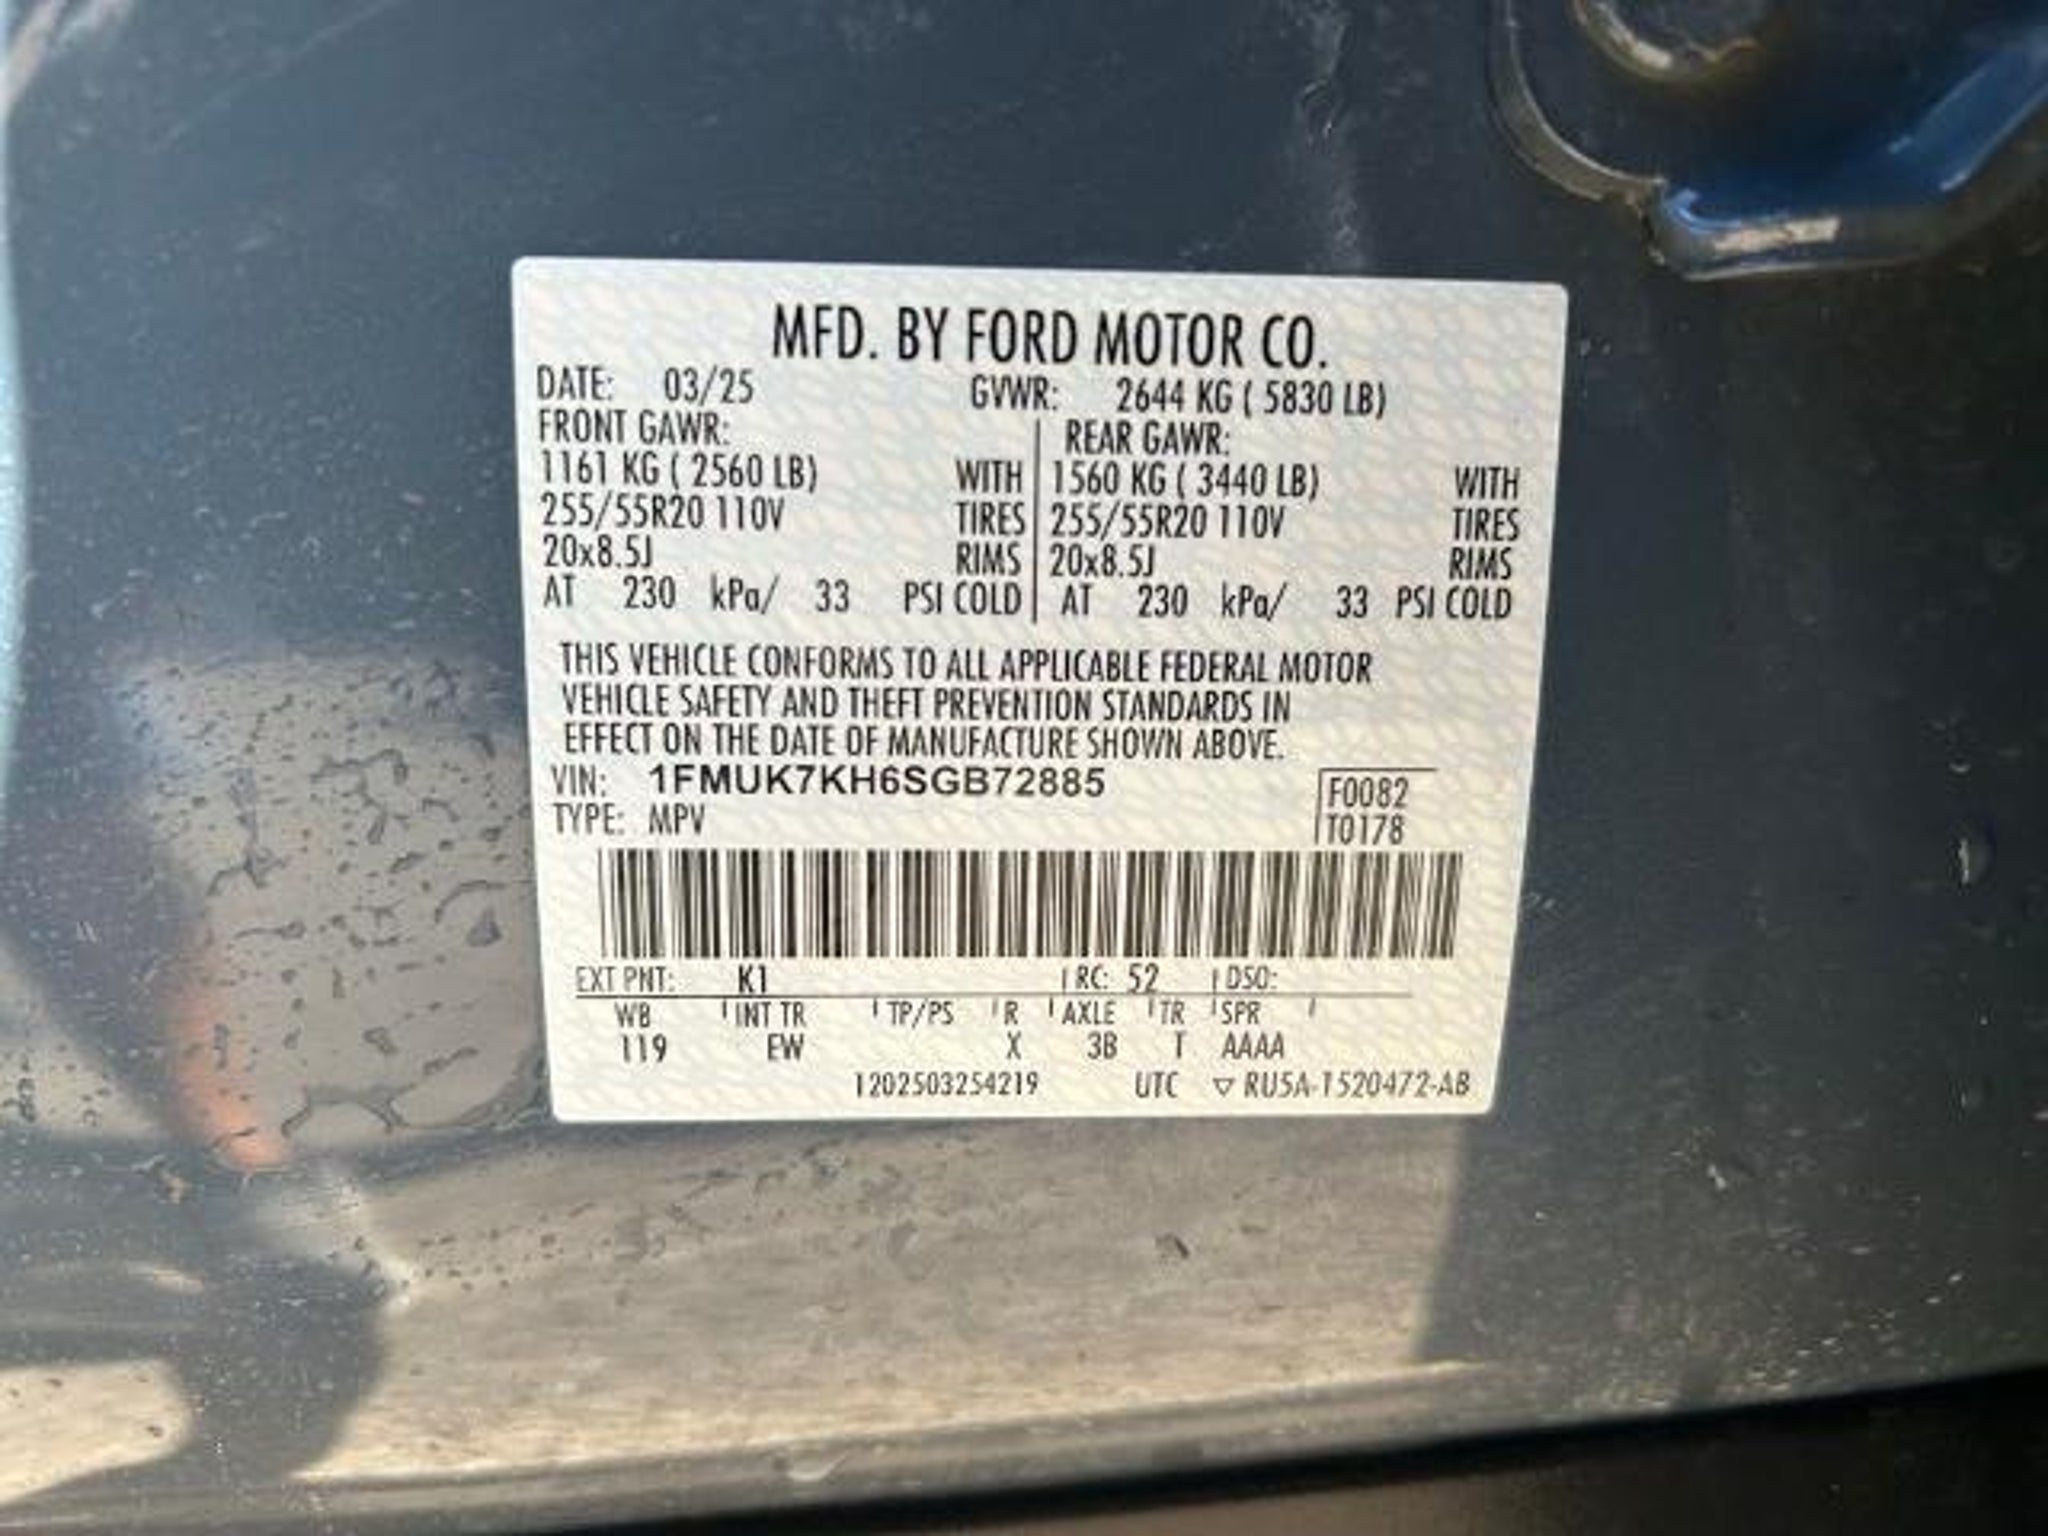 MFD. BY FORD MOTOR CO.
DATE: 03/25 GVWR: 2644 KG ( 5830 LB)
FRONT GAWR: REAR GAWR:
1161 KG ( 2560 LB) WITH 1560 KG ( 3440 LB) WITH
255/55R20 110V TIRES 255/55R20 110V TIRES
20x8.5J RIMS 20x8.5J RIMS
AT 230 kPa/ 33 PSI COLD AT 230 kPa/ 33 PSI COLD
THIS VEHICLE CONFORMS TO ALL APPLICABLE FEDERAL MOTOR
VEHICLE SAFETY AND THEFT PREVENTION STANDARDS IN
EFFECT ON THE DATE OF MANUFACTURE SHOWN ABOVE.
VIN: 1FMUK7KH6SGB72885 F0082
TYPE: MPV T0178
EXT PNT: K1 RC: 52 DSO:
WB INT TR TP/PS R AXLE TR SPR
119 EW X 3B T AAAA
1202503254219 UTC ▽ RU5A-1520472-AB